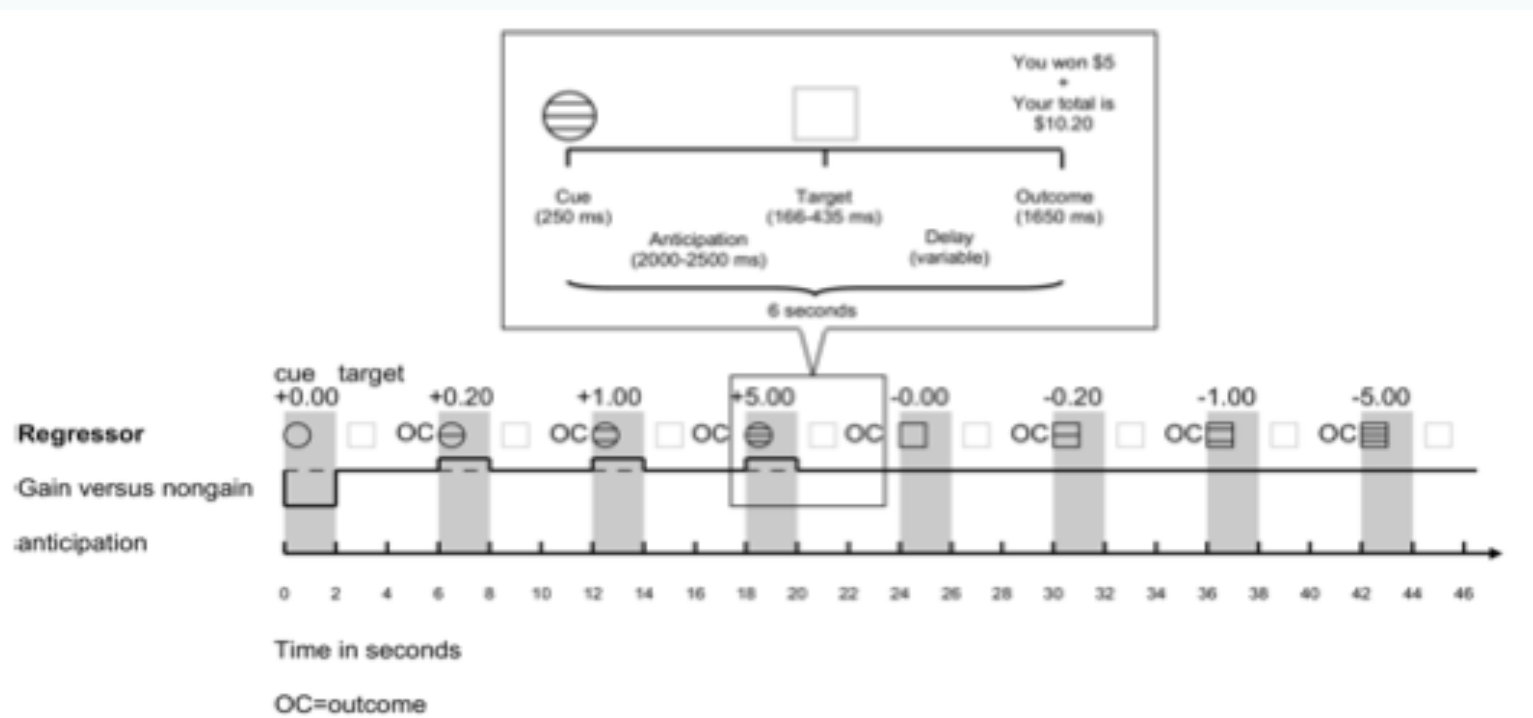 You won $5
+
Your total is
$10.20
Cue
(250 ms)
Target
(166-435 ms)
Outcome
(1650 ms)
Anticipation
(2000-2500 ms)
Delay
(variable)
6 seconds
cue target
+0.00 +0.20 +1.00 +5.00 -0.00 -0.20 -1.00 -5.00
Regressor OC OC OC OC OC OC OC
Gain versus nongain
anticipation
0 2 4 6 8 10 12 14 16 18 20 22 24 26 28 30 32 34 36 38 40 42 44 46
Time in seconds
OC=outcome